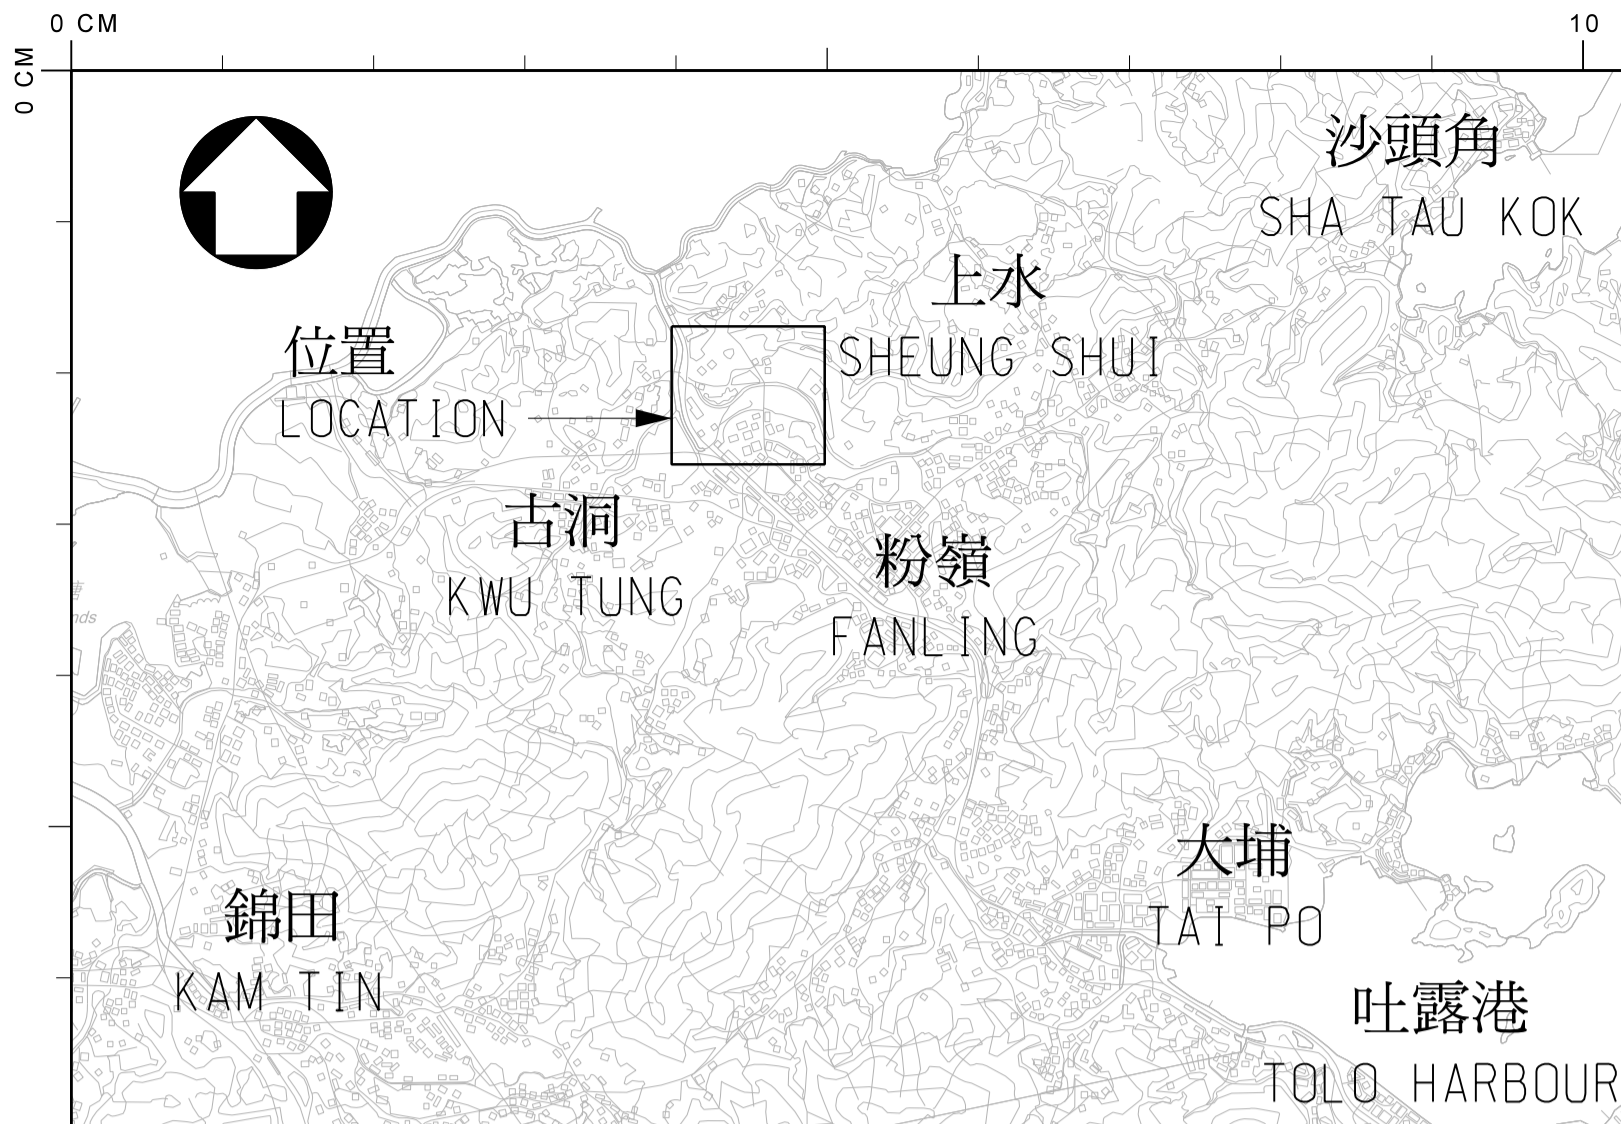 0 CM
10
0 CM
沙頭角
SHA TAU KOK
上水
SHEUNG SHUI
位置
LOCATION
古洞
KWU TUNG
粉嶺
FANLING
塘
nds
大埔
TAI PO
錦田
KAM TIN
吐露港
TOLO HARBOUR